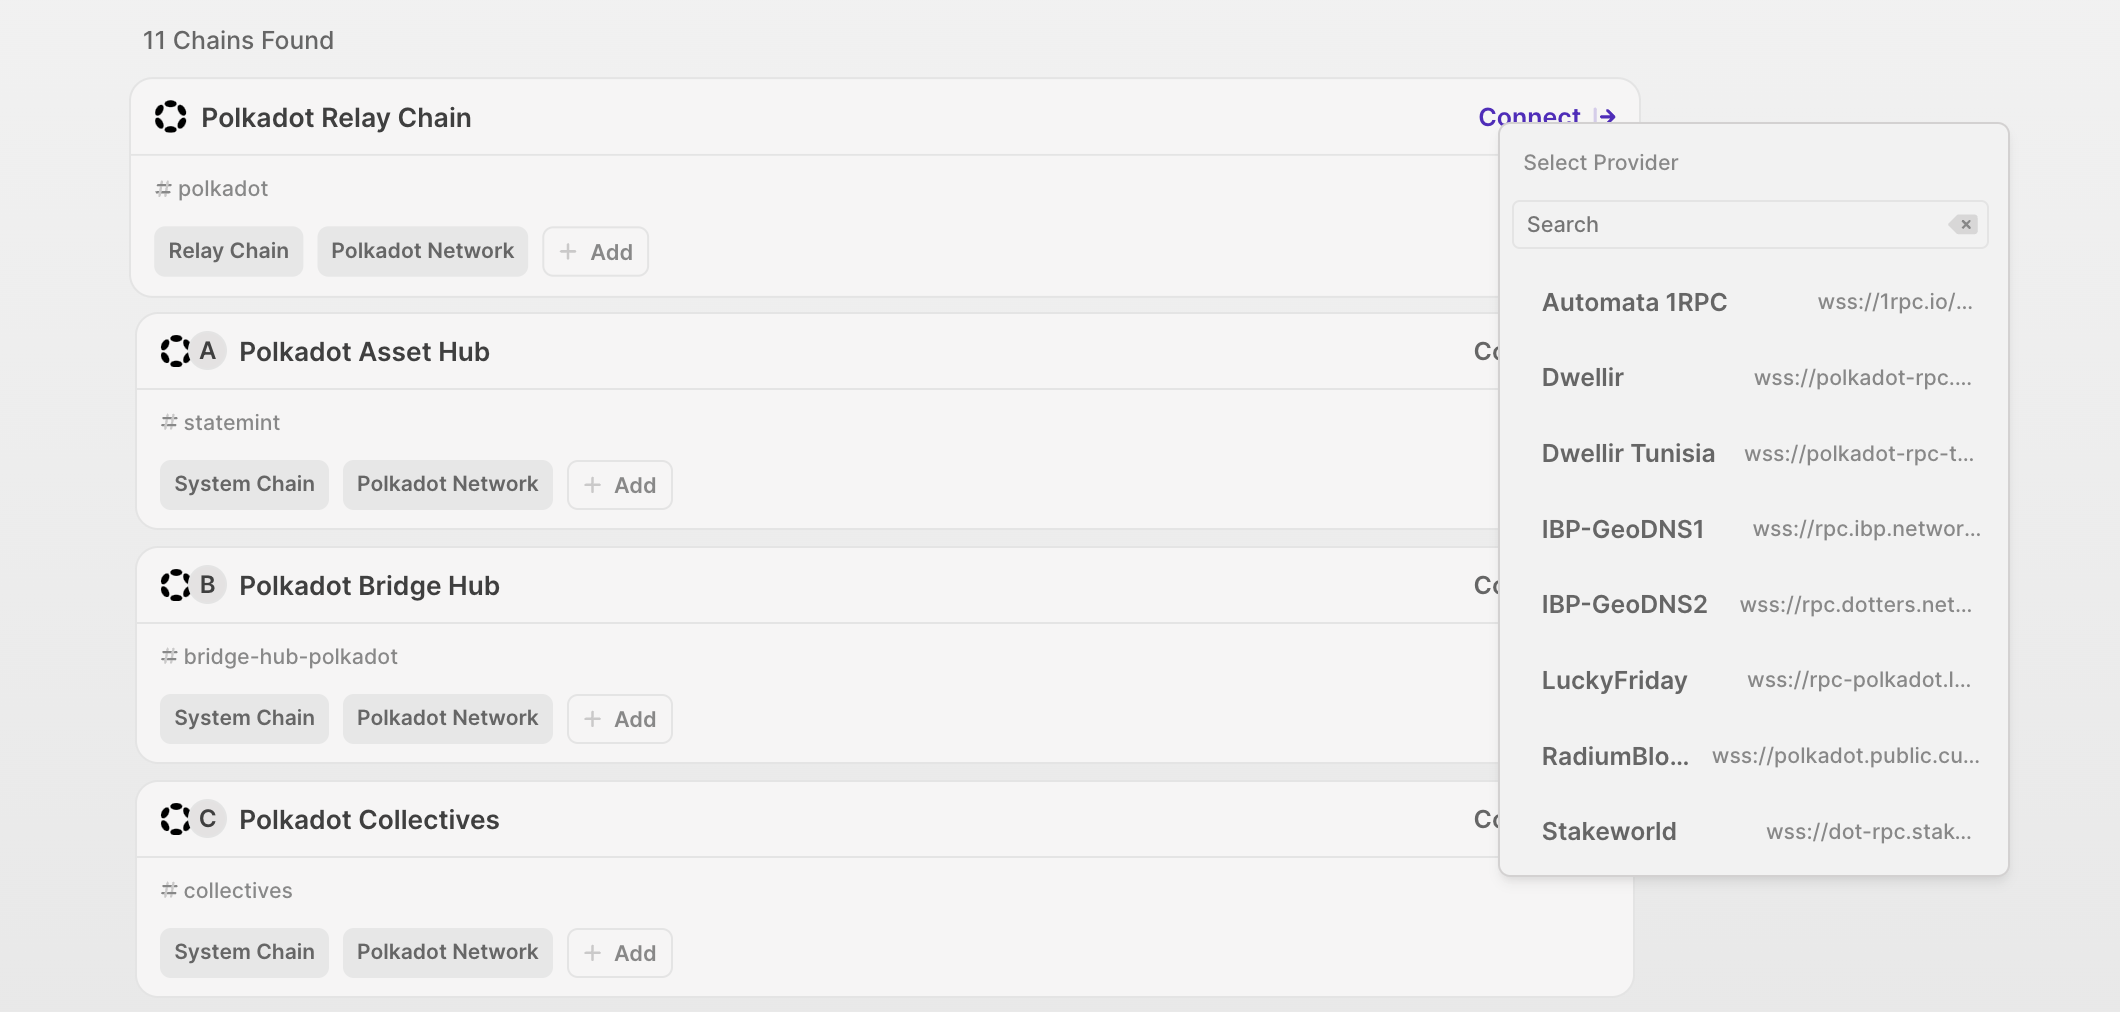 11 Chains Found
Polkadot Relay Chain
Connect
# polkadot
Relay Chain
Polkadot Network
+ Add
A
Polkadot Asset Hub
# statemint
System Chain
Polkadot Network
+ Add
B
Polkadot Bridge Hub
# bridge-hub-polkadot
System Chain
Polkadot Network
+ Add
C
Polkadot Collectives
# collectives
System Chain
Polkadot Network
+ Add
Select Provider
Search
Automata 1RPC wss://1rpc.io/...
Dwellir wss://polkadot-rpc....
Dwellir Tunisia wss://polkadot-rpc-t...
IBP-GeoDNS1 wss://rpc.ibp.networ...
IBP-GeoDNS2 wss://rpc.dotters.net...
LuckyFriday wss://rpc-polkadot.l...
RadiumBlo... wss://polkadot.public.cu...
Stakeworld wss://dot-rpc.stak...